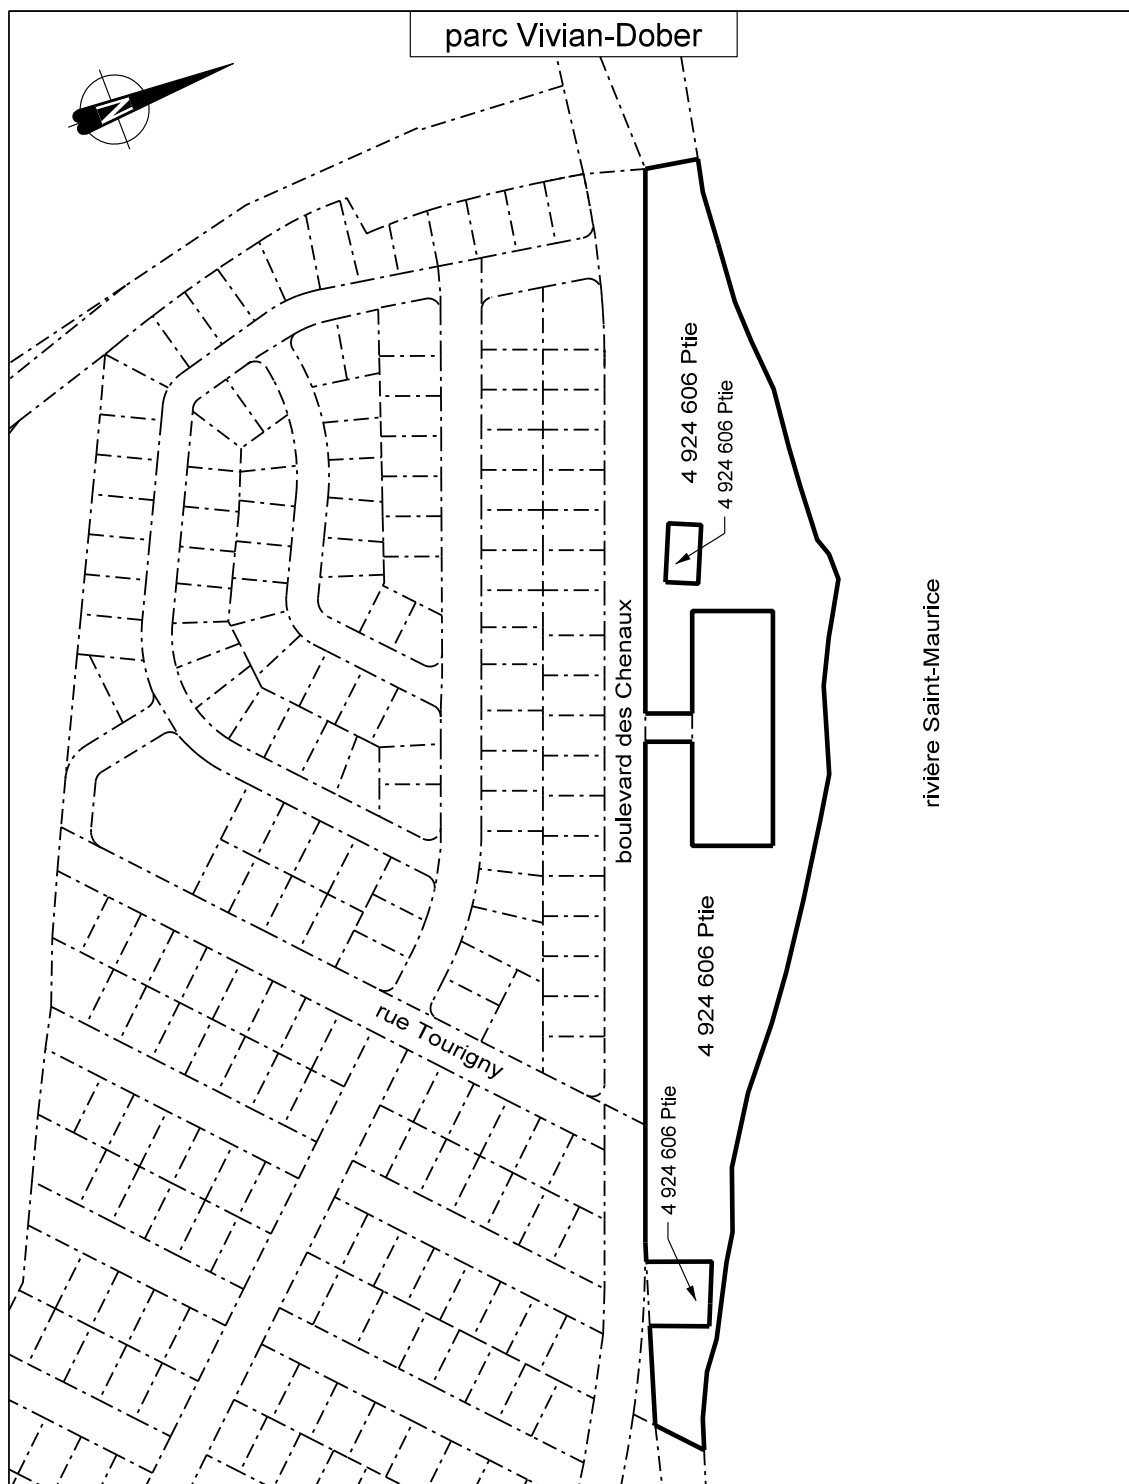 parc Vivian-Dober
N
4 924 606 Ptie
4 924 606 Ptie
boulevard des Chenaux
rivière Saint-Maurice
4 924 606 Ptie
rue Tourigny
4 924 606 Ptie